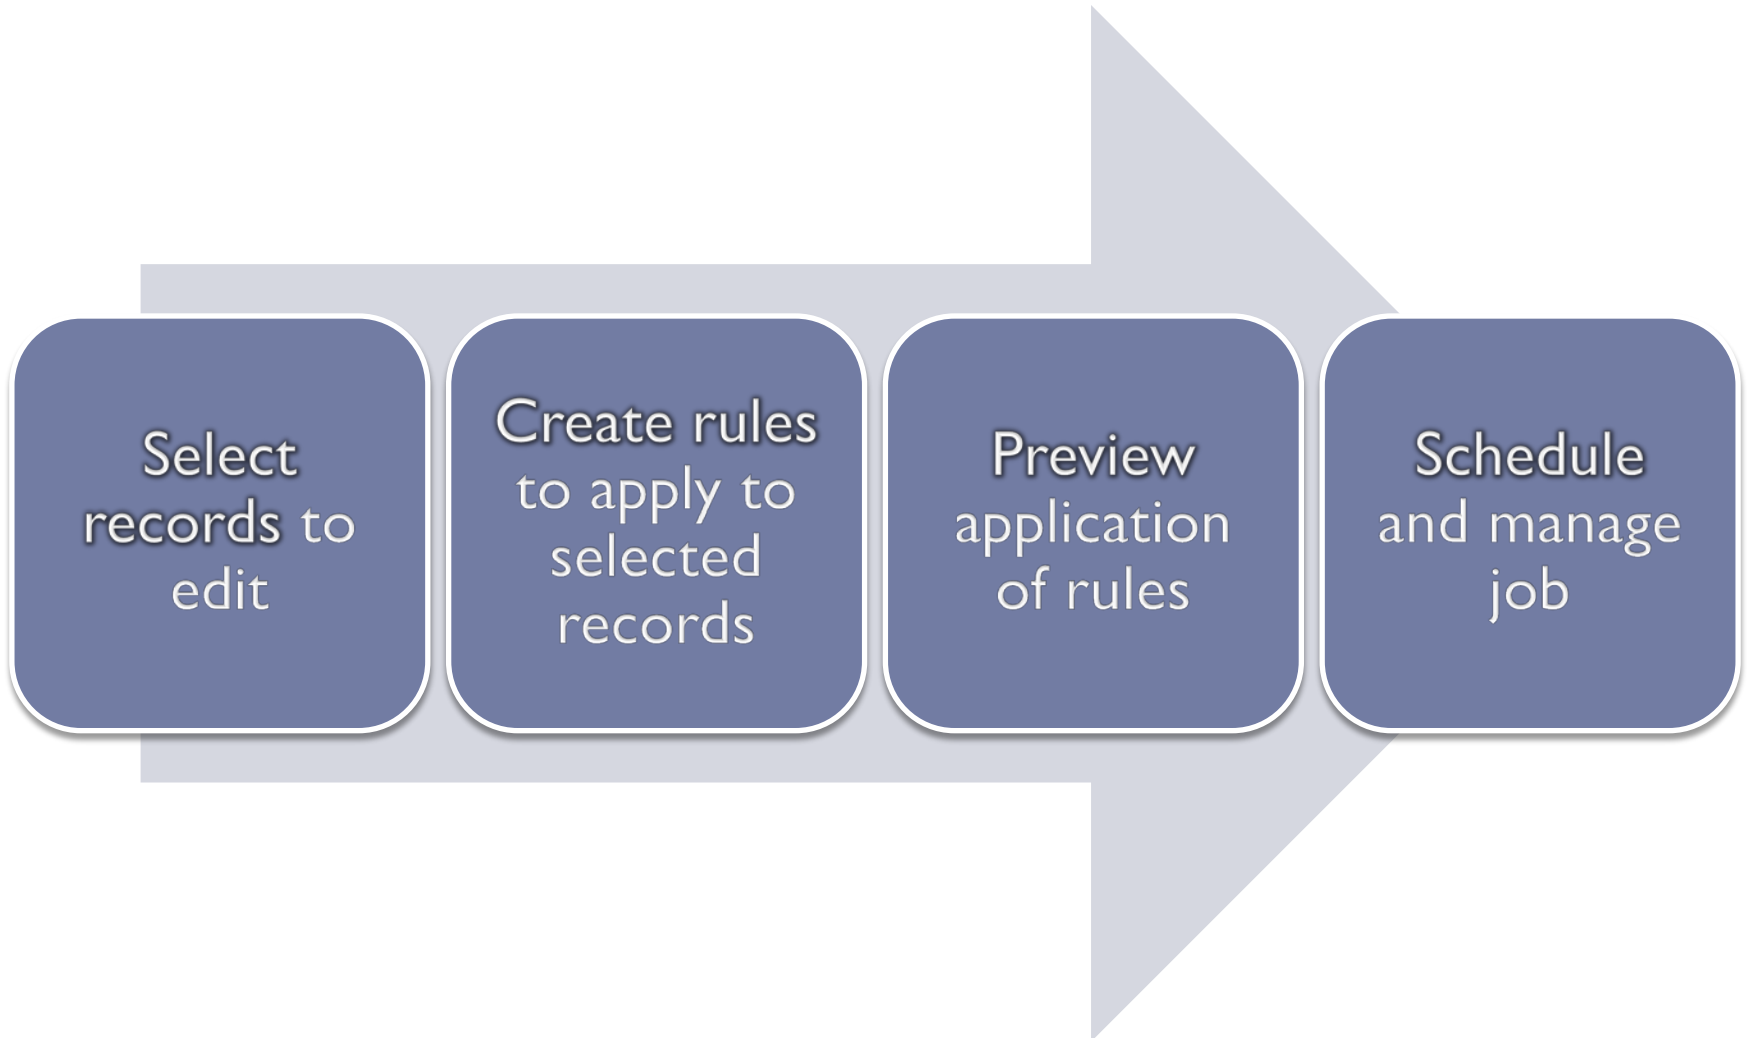 Select
records to
edit
Create rules
to apply to
selected
records
Preview
application
of rules
Schedule
and manage
job